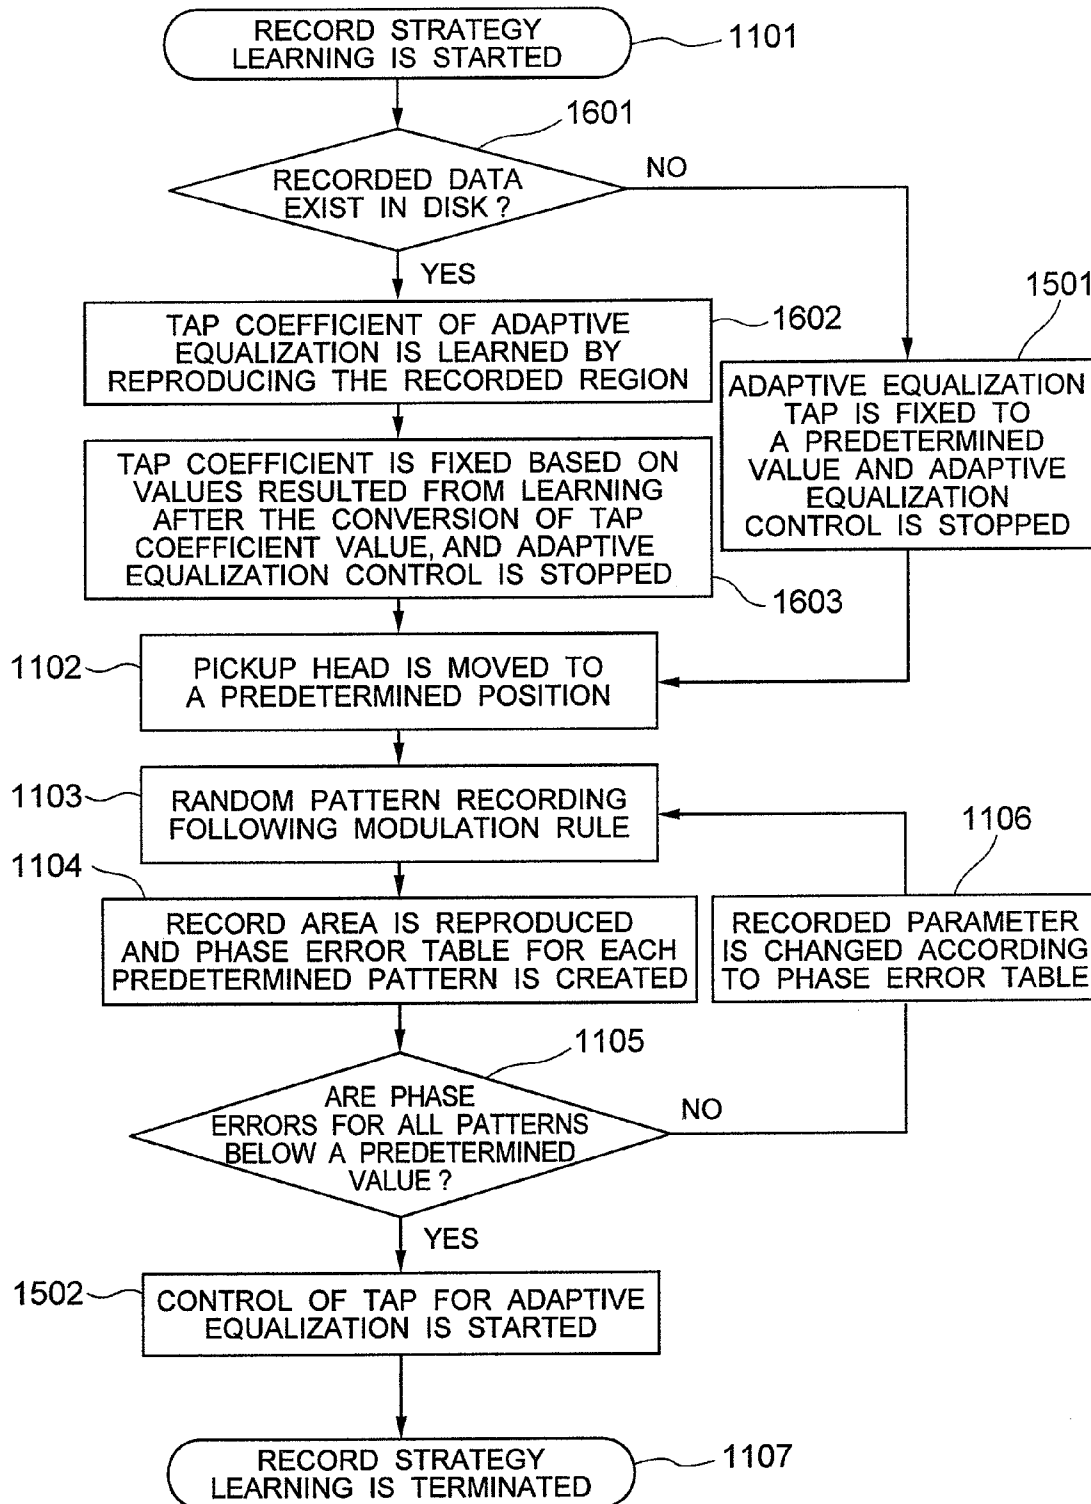 RECORD STRATEGY
LEARNING IS STARTED
1101
1601
RECORDED DATA
EXIST IN DISK?
NO
YES
1501
TAP COEFFICIENT OF ADAPTIVE
EQUALIZATION IS LEARNED BY
REPRODUCING THE RECORDED REGION
1602
ADAPTIVE EQUALIZATION
TAP IS FIXED TO
A PREDETERMINED
VALUE AND ADAPTIVE
EQUALIZATION
CONTROL IS STOPPED
TAP COEFFICIENT IS FIXED BASED ON
VALUES RESULTED FROM LEARNING
AFTER THE CONVERSION OF TAP
COEFFICIENT VALUE, AND ADAPTIVE
EQUALIZATION CONTROL IS STOPPED
1603
1102
PICKUP HEAD IS MOVED TO
A PREDETERMINED POSITION
1103
RANDOM PATTERN RECORDING
FOLLOWING MODULATION RULE
1106
1104
RECORD AREA IS REPRODUCED
AND PHASE ERROR TABLE FOR EACH
PREDETERMINED PATTERN IS CREATED
RECORDED PARAMETER
IS CHANGED ACCORDING
TO PHASE ERROR TABLE
1105
ARE PHASE
ERRORS FOR ALL PATTERNS
BELOW A PREDETERMINED
VALUE?
NO
YES
1502
CONTROL OF TAP FOR ADAPTIVE
EQUALIZATION IS STARTED
RECORD STRATEGY
LEARNING IS TERMINATED
1107